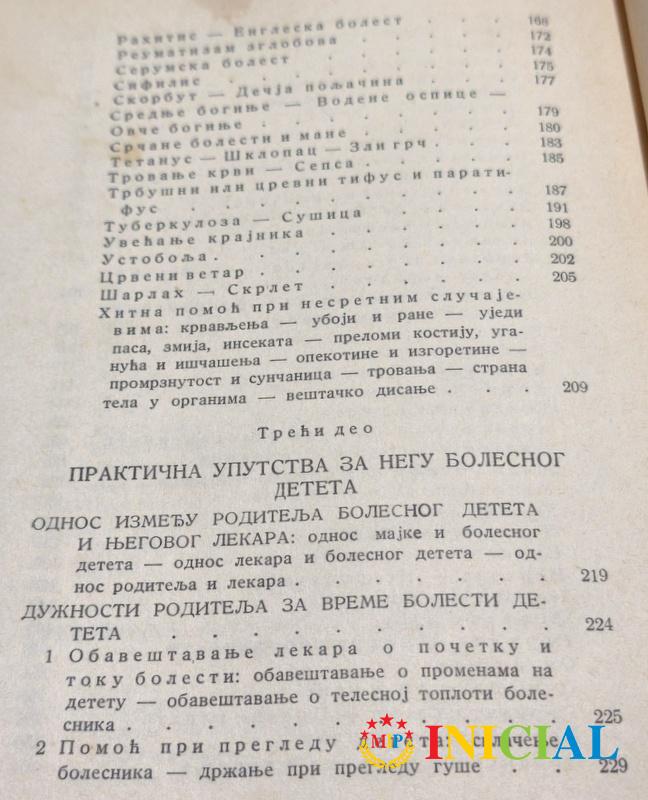 Рахитис — Енглеска болест . . . . 168
Реуматизам зглобова . . . . . 172
Серумска болест . . . . . 174
Сифилис . . . . . . 175
Скорбут — Дечја пољачина . . . . 177
Средње богиње — Водене оспице —
Овче богиње . . . . . . 179
Срчане болести и мане . . . . . 180
Тетанус — Шклопац — Зли грч . . . . 183
Тровање крви — Сепса . . . . . 185
Трбушни или цревни тифус и парати-
фус . . . . . . . 187
Туберкулоза — Сушица . . . . 191
Увећање крајника . . . . . 198
Устобоља . . . . . . . 200
Црвени ветар . . . . . . 202
Шарлах — Скрлет . . . . . 205
Хитна помоћ при несретним случаје-
вима: крвављења — убоји и ране — уједи
паса, змија, инсеката — преломи костију, уга-
нућа и ишчашења — опекотине и изгоретине —
промрзнутост и сунчаница — тровања — страна
тела у органима — вештачко дисање . . . 209
Трећи део
ПРАКТИЧНА УПУТСТВА ЗА НЕГУ БОЛЕСНОГ
ДЕТЕТА
ОДНОС ИЗМЕЂУ РОДИТЕЉА БОЛЕСНОГ ДЕТЕТА
И ЊЕГОВОГ ЛЕКАРА: однос мајке и болесног
детета — однос лекара и болесног детета — од-
нос родитеља и лекара . . . . . . . 219
ДУЖНОСТИ РОДИТЕЉА ЗА ВРЕМЕ БОЛЕСТИ ДЕ-
ТЕТА . . . . . . . . . 224
1 Обавештавање лекара о почетку и
току болести: обавештавање о променама на
детету — обавештавање о телесној топлоти боле-
сника . . . . . . . . . 225
2 Помоћ при прегледу
болесника — држање при прегледу гуше . . 229
MIP INICIAL